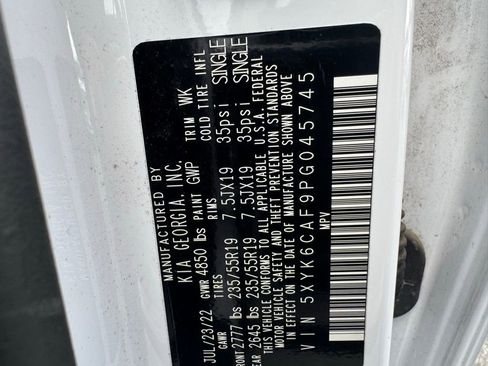 MANUFACTURED BY
KIA GEORGIA, INC.
JUL/23/22 PAINT GWP TRIM WK
GVWR 4850 lbs
GAWR TIRES RIMS COLD TIRE INFL
FRONT 2777 lbs 235/55R19 7.5JX19 35psi SINGLE
REAR 2645 lbs 235/55R19 7.5JX19 35psi SINGLE
THIS VEHICLE CONFORMS TO ALL APPLICABLE U.S.A. FEDERAL
MOTOR VEHICLE SAFETY AND THEFT PREVENTION STANDARDS
IN EFFECT ON THE DATE OF MANUFACTURE SHOWN ABOVE
VIN 5XYK6CAF9PG045745
MPV